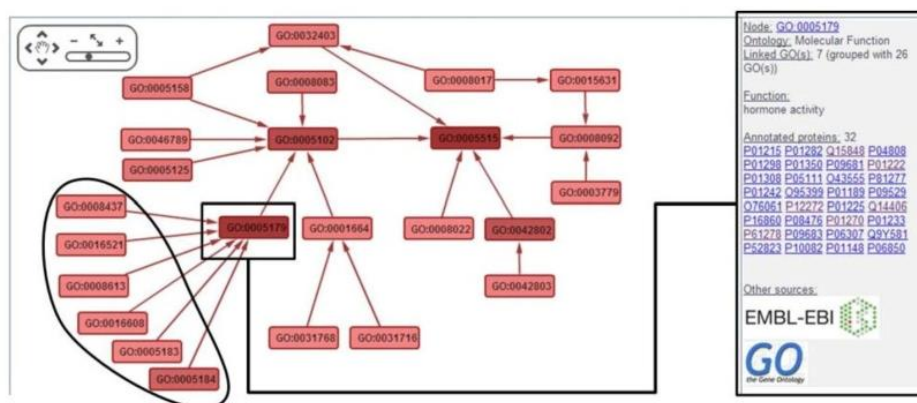 GO:0032403
GO:0005158
GO:0008083
GO:0008017
GO:0015631
GO:0046789
GO:0005102
GO:0005515
GO:0008092
GO:0005125
GO:0003779
GO:0008437
GO:0005179
GO:0001664
GO:0008022
GO:0042802
GO:0016521
GO:0008613
GO:0042803
GO:0016608
GO:0005183
GO:0031768
GO:0031716
GO:0005184
Node: GO:0005179
Ontology: Molecular Function
Linked GO(s): 7 (grouped with 26
GO(s))
Function:
hormone activity
Annotated proteins: 32
P01215 P01282 Q15848 P04808
P01298 P01350 P09681 P01222
P01308 P05111 O43555 P81277
P01242 O95399 P01189 P09529
O76061 P12272 P01225 Q14406
P16860 P08476 P01270 P01233
P61278 P09683 P06307 Q9Y581
P52823 P10082 P01148 P06850
Other sources:
EMBL-EBI
GO
the Gene Ontology